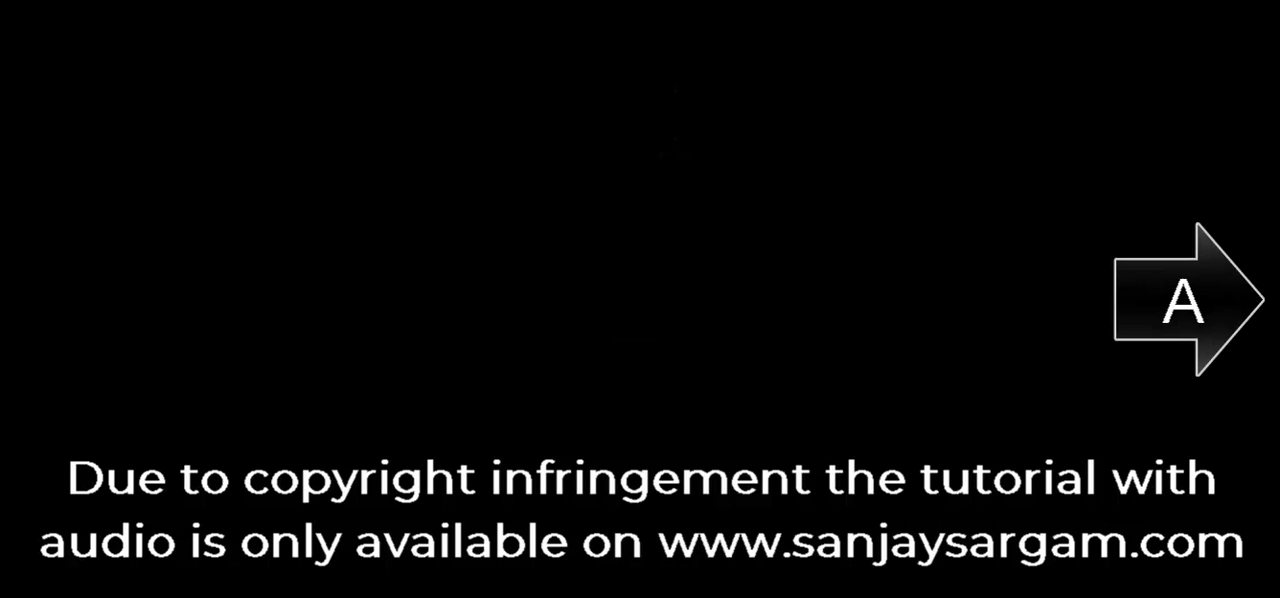 A
Due to copyright infringement the tutorial with
audio is only available on www.sanjaysargam.com